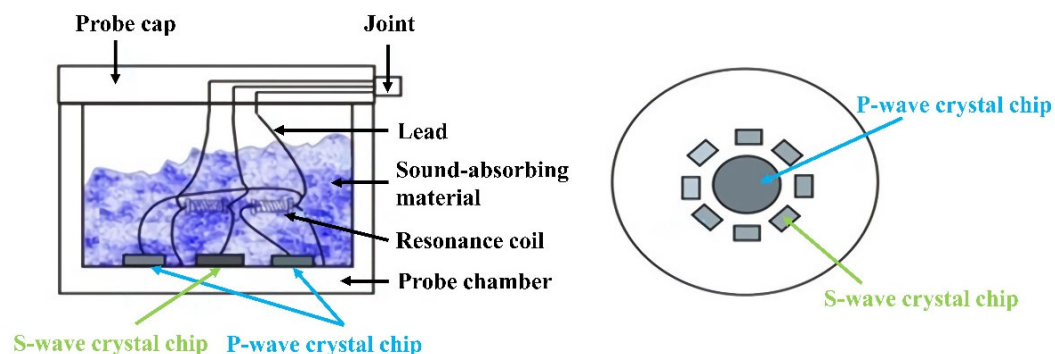 Probe cap
Joint
Lead
Sound-absorbing
material
Resonance coil
Probe chamber
S-wave crystal chip
P-wave crystal chip
P-wave crystal chip
S-wave crystal chip